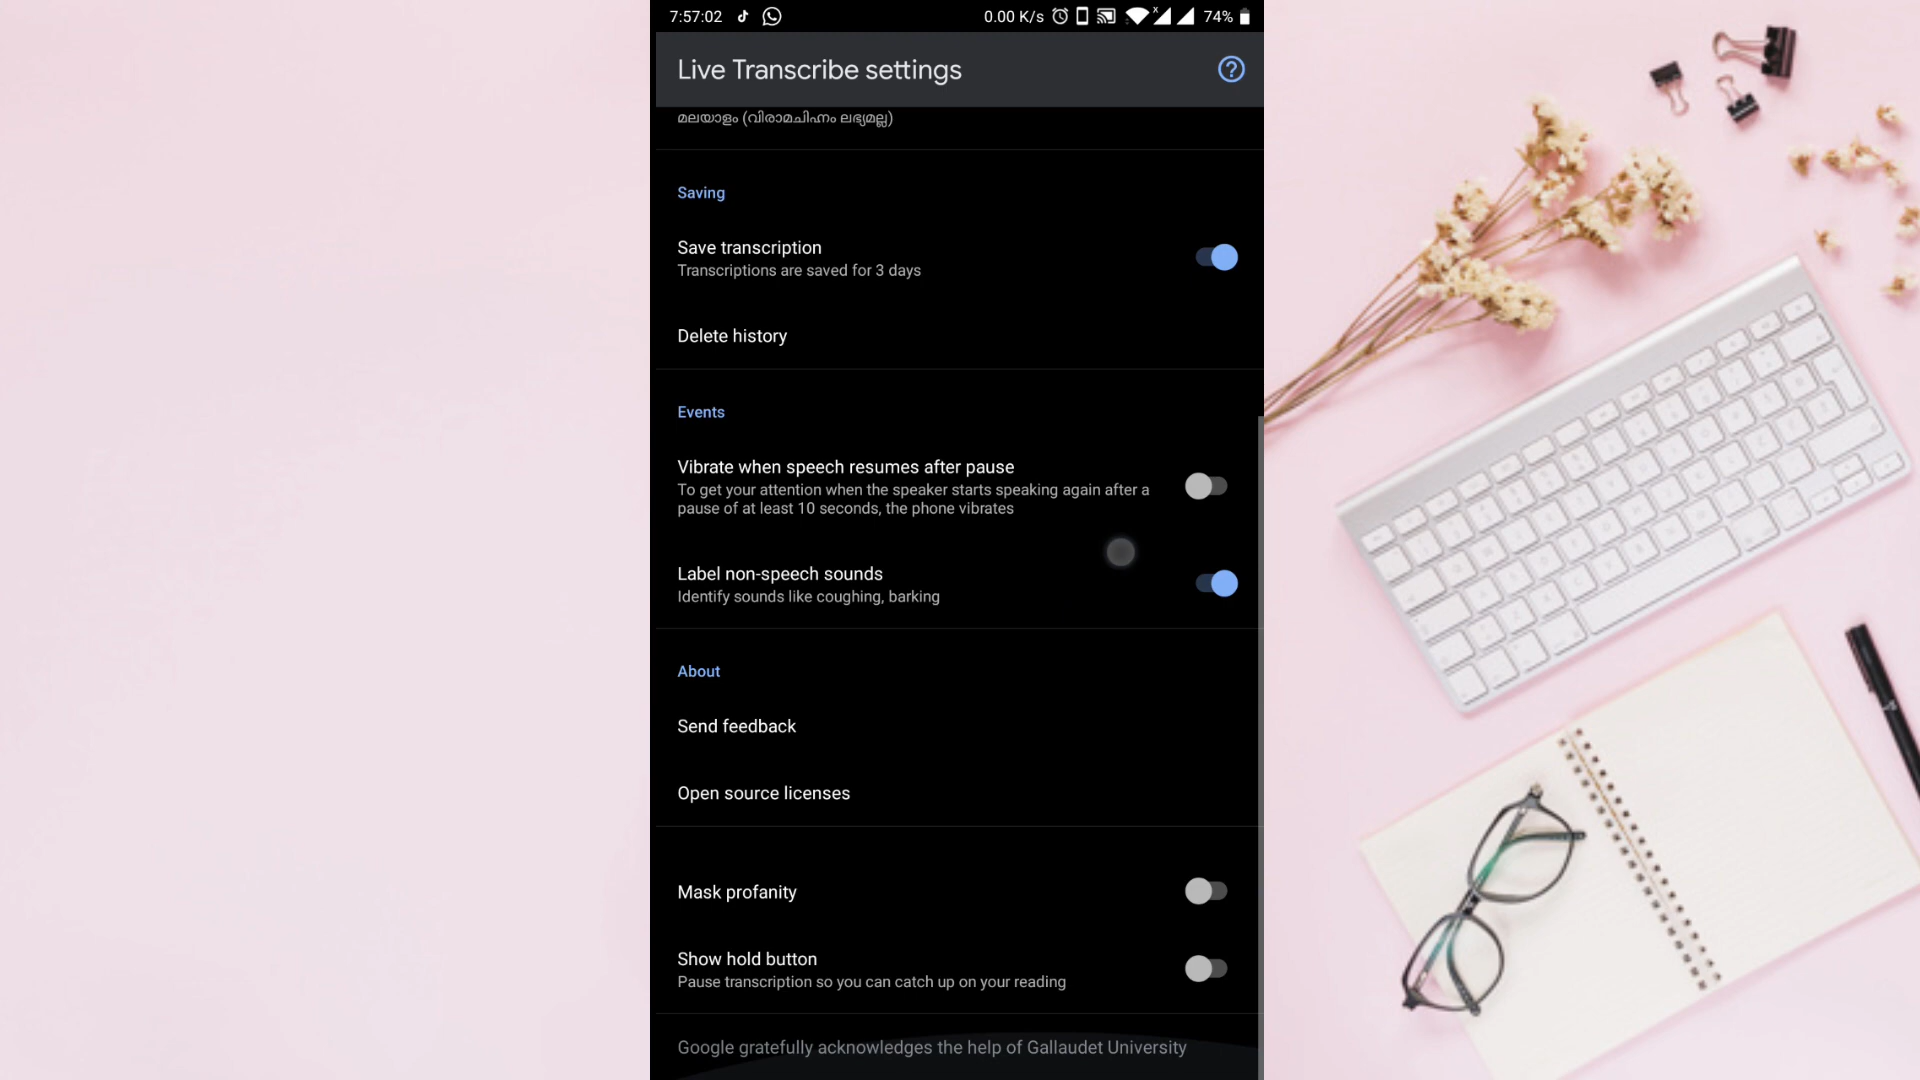 7:57:02
0.00 K/s
x
74%
Live Transcribe settings
മലയാളം (വിരാമചിഹ്നം ലഭ്യമല്ല)
Saving
Save transcription
Transcriptions are saved for 3 days
Delete history
Events
Vibrate when speech resumes after pause
To get your attention when the speaker starts speaking again after a
pause of at least 10 seconds, the phone vibrates
Label non-speech sounds
Identify sounds like coughing, barking
About
Send feedback
Open source licenses
Mask profanity
Show hold button
Pause transcription so you can catch up on your reading
Google gratefully acknowledges the help of Gallaudet University